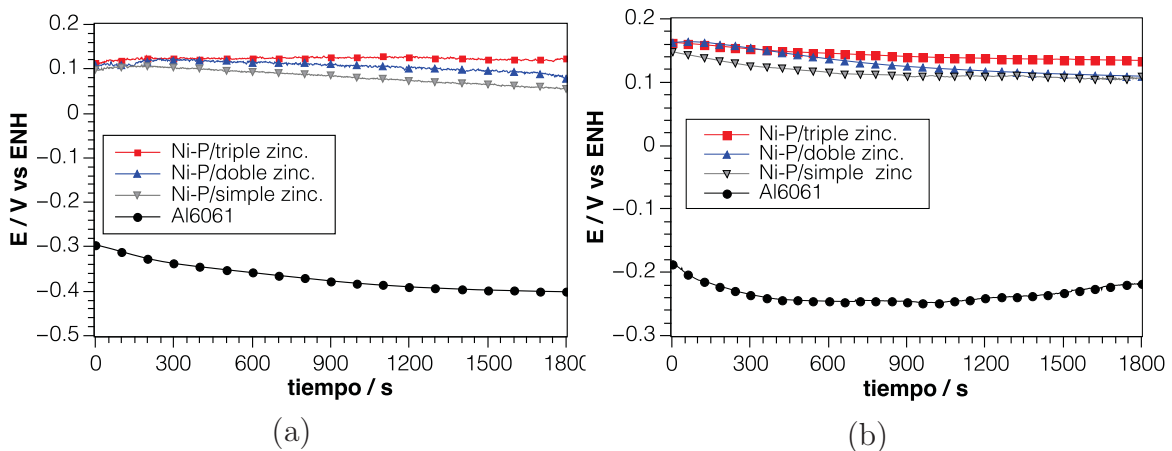 0.2
0.1
0
−0.1
−0.2
−0.3
−0.4
−0.5
E / V vs ENH
Ni-P/triple zinc.
Ni-P/doble zinc.
Ni-P/simple zinc.
Al6061
0 300 600 900 1200 1500 1800
tiempo / s
(a)
0.2
0.1
0
−0.1
−0.2
−0.3
E / V vs ENH
Ni-P/triple zinc.
Ni-P/doble zinc.
Ni-P/simple zinc
Al6061
0 300 600 900 1200 1500 1800
tiempo / s
(b)